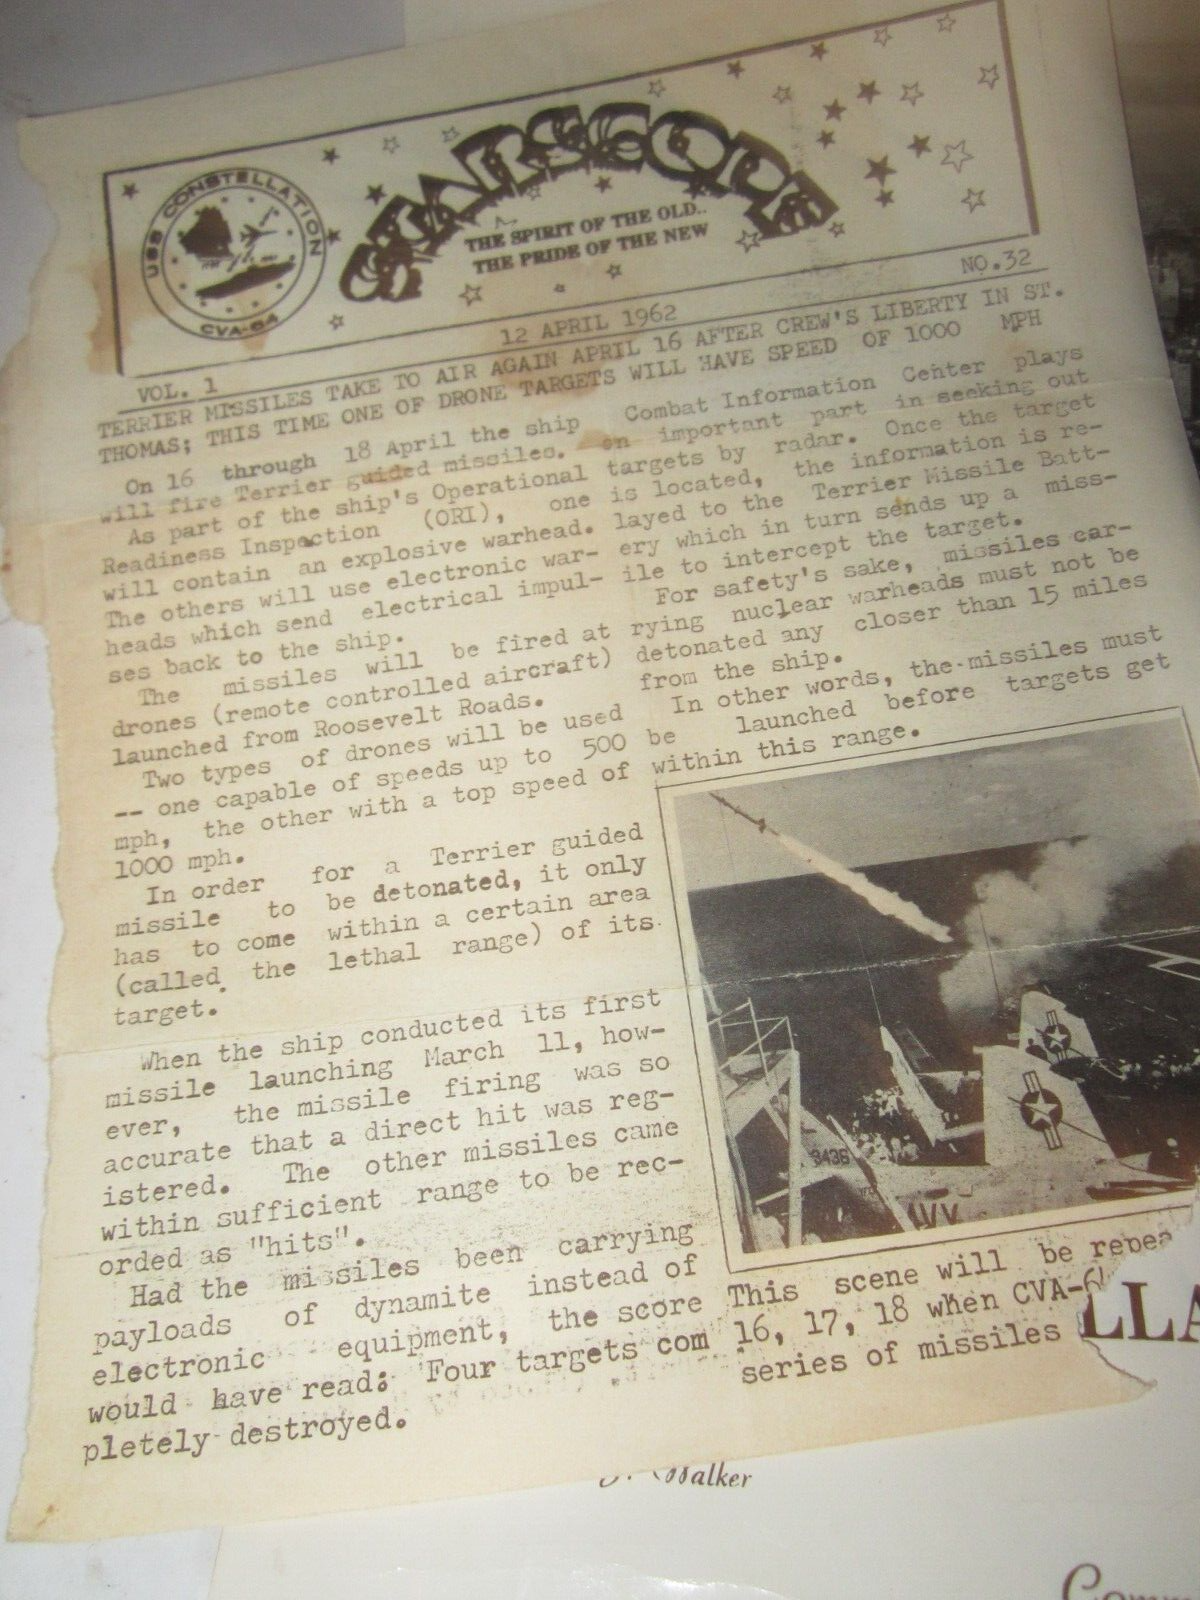 USS CONSTELLATION
CVA-64
STARSCOPE
THE SPIRIT OF THE OLD..
THE PRIDE OF THE NEW
VOL. 1
12 APRIL 1962
NO.32
TERRIER MISSILES TAKE TO AIR AGAIN APRIL 16 AFTER CREW'S LIBERTY IN ST.
THOMAS; THIS TIME ONE OF DRONE TARGETS WILL HAVE SPEED OF 1000 MPH
On 16 through 18 April the ship
will fire Terrier guided missiles.
As part of the ship's Operational
Readiness Inspection (ORI), one
will contain an explosive warhead.
The others will use electronic war-
heads which send electrical impul-
ses back to the ship.
The missiles will be fired at
drones (remote controlled aircraft)
launched from Roosevelt Roads.
Two types of drones will be used
-- one capable of speeds up to 500
mph, the other with a top speed of
1000 mph.
In order for a Terrier guided
missile to be detonated, it only
has to come within a certain area
(called the lethal range) of its
target.
When the ship conducted its first
missile launching March 11, how-
ever, the missile firing was so
accurate that a direct hit was reg-
istered. The other missiles came
within sufficient range to be rec-
orded as "hits".
Had the missiles been carrying
payloads of dynamite instead of
electronic equipment, the score
would have read: Four targets com
pletely destroyed.
Combat Information Center plays
an important part in seeking out
targets by radar. Once the target
is located, the information is re-
layed to the Terrier Missile Batt-
ery which in turn sends up a miss-
ile to intercept the target.
For safety's sake, missiles car-
rying nuclear warheads must not be
detonated any closer than 15 miles
from the ship.
In other words, the missiles must
be launched before targets get
within this range.
3436
This scene will be repea
16, 17, 18 when CVA-6
series of missiles
LLA
Walker
Comm